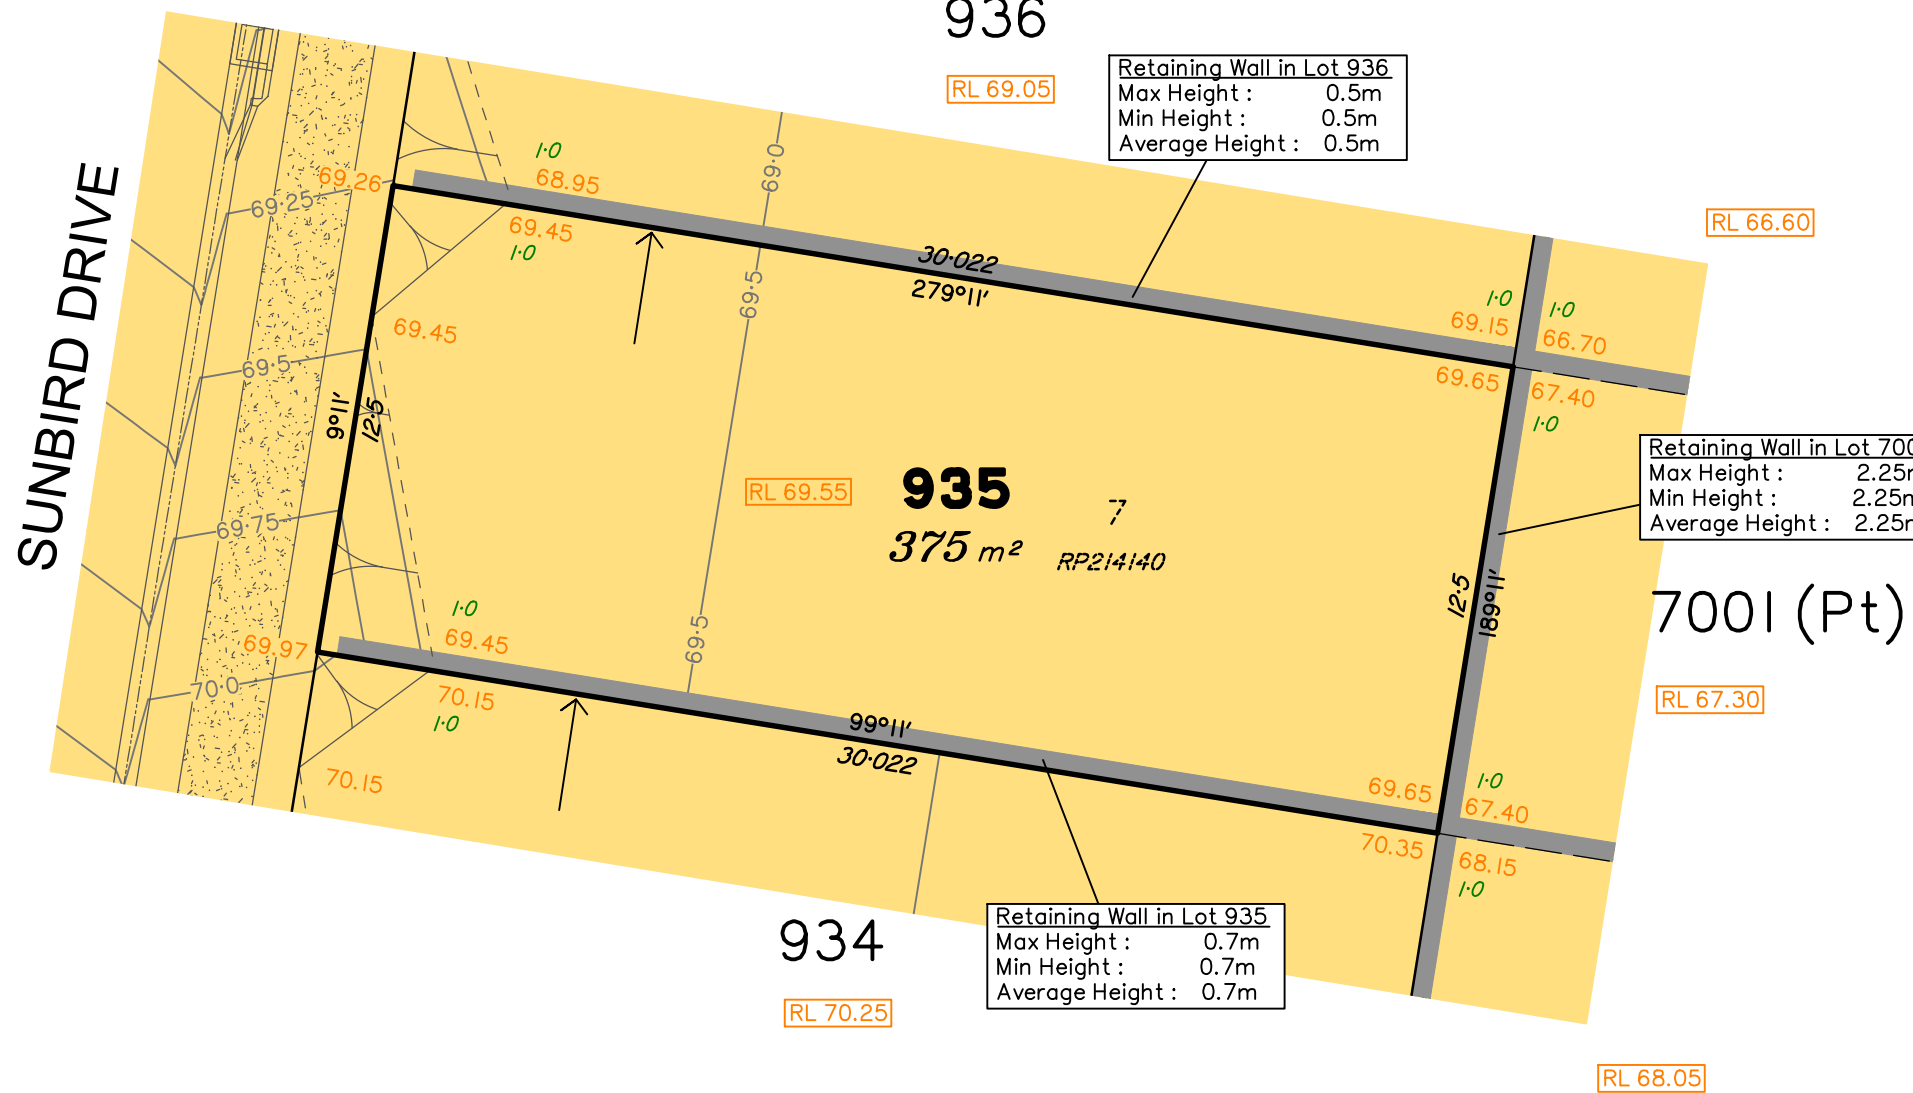 936
RL 69.05
Retaining Wall in Lot 936
Max Height : 0.5m
Min Height : 0.5m
Average Height : 0.5m
RL 66.60
SUNBIRD DRIVE
1·0
68.95
69.26
69·25
69·0
69.45
1·0
69·5
30·022
279°11'
1·0
69.15
1·0
66.70
69.45
69·5
69.65
67.40
1·0
9°11'
12·5
Retaining Wall in Lot 700
Max Height : 2.25m
Min Height : 2.25m
Average Height : 2.25m
RL 69.55
935
375 m²
7
RP214140
69·75
12·5
189°11'
7001 (Pt)
1·0
69.45
69.97
69·5
70·0
70.15
1·0
RL 67.30
99°11'
30·022
70.15
69.65
1·0
67.40
70.35
68.15
1·0
934
Retaining Wall in Lot 935
Max Height : 0.7m
Min Height : 0.7m
Average Height : 0.7m
RL 70.25
RL 68.05